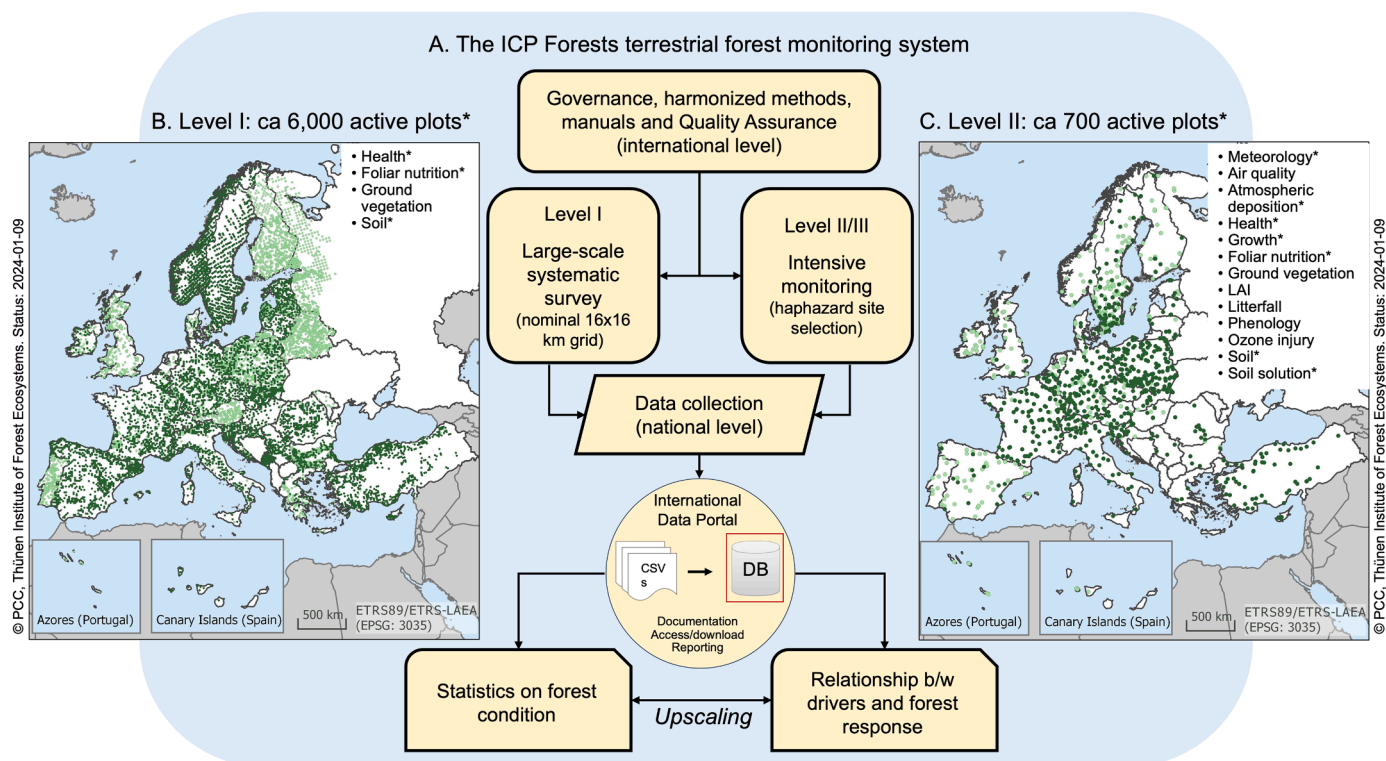 A. The ICP Forests terrestrial forest monitoring system
B. Level I: ca 6,000 active plots*
© PCC, Thünen Institute of Forest Ecosystems. Status: 2024-01-09
• Health*
• Foliar nutrition*
• Ground
vegetation
• Soil*
Azores (Portugal)
Canary Islands (Spain)
500 km
ETRS89/ETRS-LAEA
(EPSG: 3035)
Governance, harmonized methods,
manuals and Quality Assurance
(international level)
Level I
Large-scale
systematic
survey
(nominal 16x16
km grid)
Level II/III
Intensive
monitoring
(haphazard site
selection)
Data collection
(national level)
International
Data Portal
CSV
s
DB
Documentation
Access/download
Reporting
Statistics on forest
condition
Upscaling
Relationship b/w
drivers and forest
response
C. Level II: ca 700 active plots*
• Meteorology*
• Air quality
• Atmospheric
deposition*
• Health*
• Growth*
• Foliar nutrition*
• Ground vegetation
• LAI
• Litterfall
• Phenology
• Ozone injury
• Soil*
• Soil solution*
Azores (Portugal)
Canary Islands (Spain)
500 km
ETRS89/ETRS-LAEA
(EPSG: 3035)
© PCC, Thünen Institute of Forest Ecosystems. Status: 2024-01-09